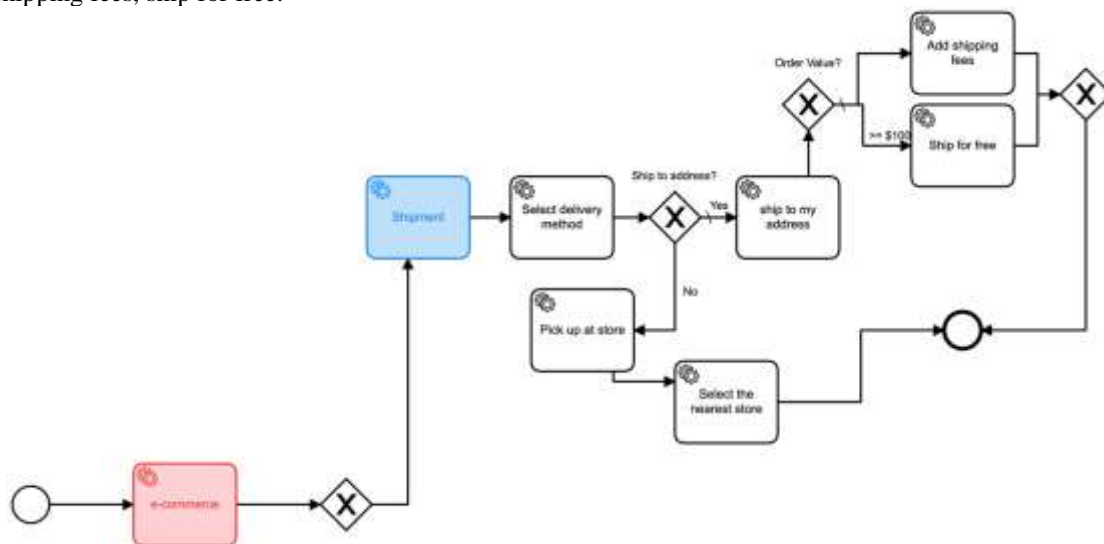 shipping fees, ship for free.
Add shipping
fees
Order Value?
>= $100
Ship for free
Ship to address?
Shipment
Select delivery
method
Yes
ship to my
address
No
Pick up at store
Select the
nearest store
e-commerce